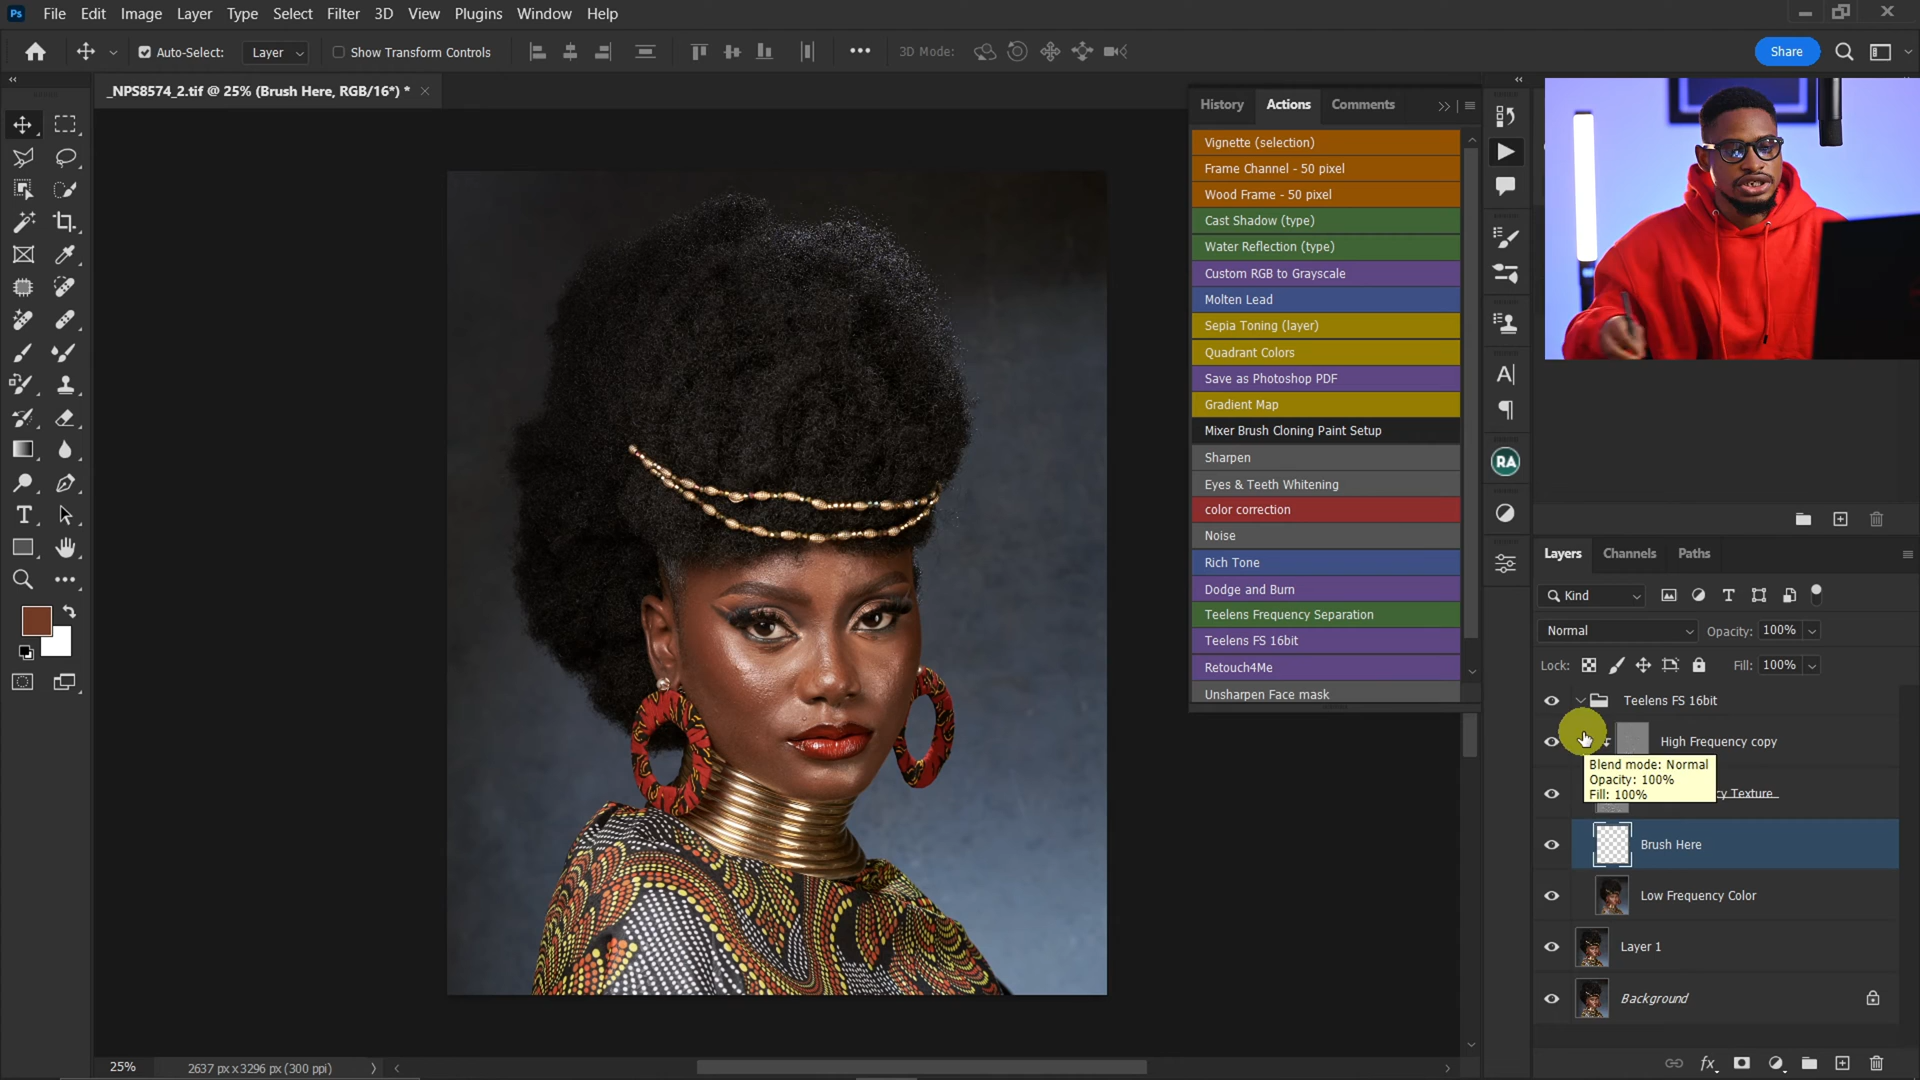 Ps File Edit Image Layer Type Select Filter 3D View Plugins Window Help
Auto-Select: Layer Show Transform Controls 3D Mode: Share
_NPS8574_2.tif @ 25% (Brush Here, RGB/16*) *
History Actions Comments
Vignette (selection)
Frame Channel - 50 pixel
Wood Frame - 50 pixel
Cast Shadow (type)
Water Reflection (type)
Custom RGB to Grayscale
Molten Lead
Sepia Toning (layer)
Quadrant Colors
Save as Photoshop PDF
Gradient Map
Mixer Brush Cloning Paint Setup
Sharpen
Eyes & Teeth Whitening
color correction
Noise
Rich Tone
Dodge and Burn
Teelens Frequency Separation
Teelens FS 16bit
Retouch4Me
Unsharpen Face mask
RA
Layers Channels Paths
Kind
Normal Opacity: 100%
Lock: Fill: 100%
Teelens FS 16bit
High Frequency copy
Blend mode: Normal
Opacity: 100%
Fill: 100%
cy Texture
Brush Here
Low Frequency Color
Layer 1
Background
fx
25% 2637 px x 3296 px (300 ppi)